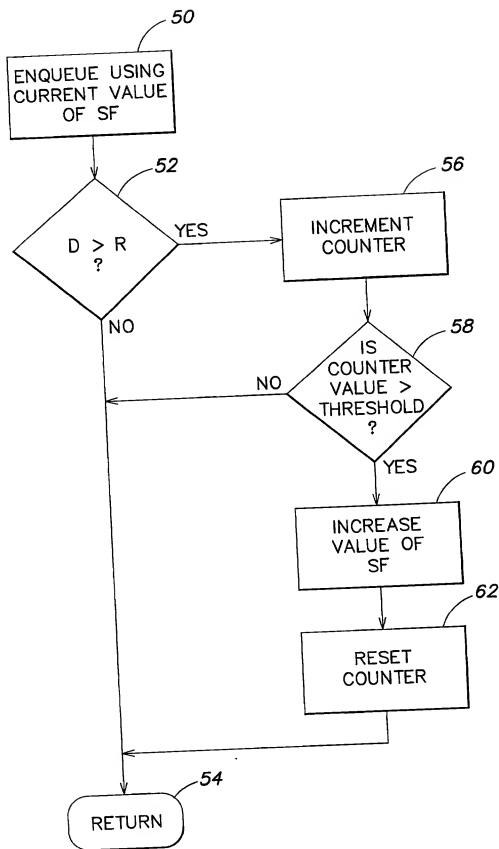 50
ENQUEUE USING
CURRENT VALUE
OF SF
52
D > R
?
YES
NO
56
INCREMENT
COUNTER
58
IS
COUNTER
VALUE >
THRESHOLD
?
NO
YES
60
INCREASE
VALUE OF
SF
62
RESET
COUNTER
54
RETURN